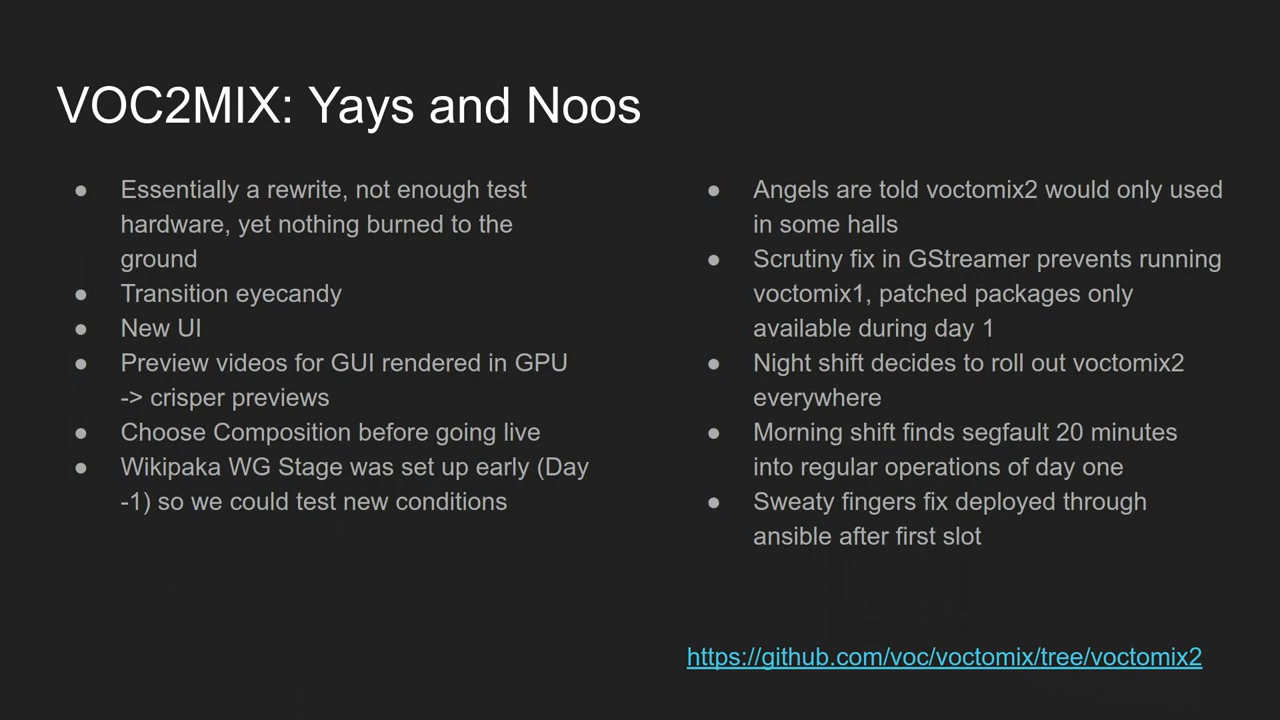 VOC2MIX: Yays and Noos
● Essentially a rewrite, not enough test
hardware, yet nothing burned to the
ground
● Transition eyecandy
● New UI
● Preview videos for GUI rendered in GPU
-> crisper previews
● Choose Composition before going live
● Wikipaka WG Stage was set up early (Day
-1) so we could test new conditions
● Angels are told voctomix2 would only used
in some halls
● Scrutiny fix in GStreamer prevents running
voctomix1, patched packages only
available during day 1
● Night shift decides to roll out voctomix2
everywhere
● Morning shift finds segfault 20 minutes
into regular operations of day one
● Sweaty fingers fix deployed through
ansible after first slot
https://github.com/voc/voctomix/tree/voctomix2